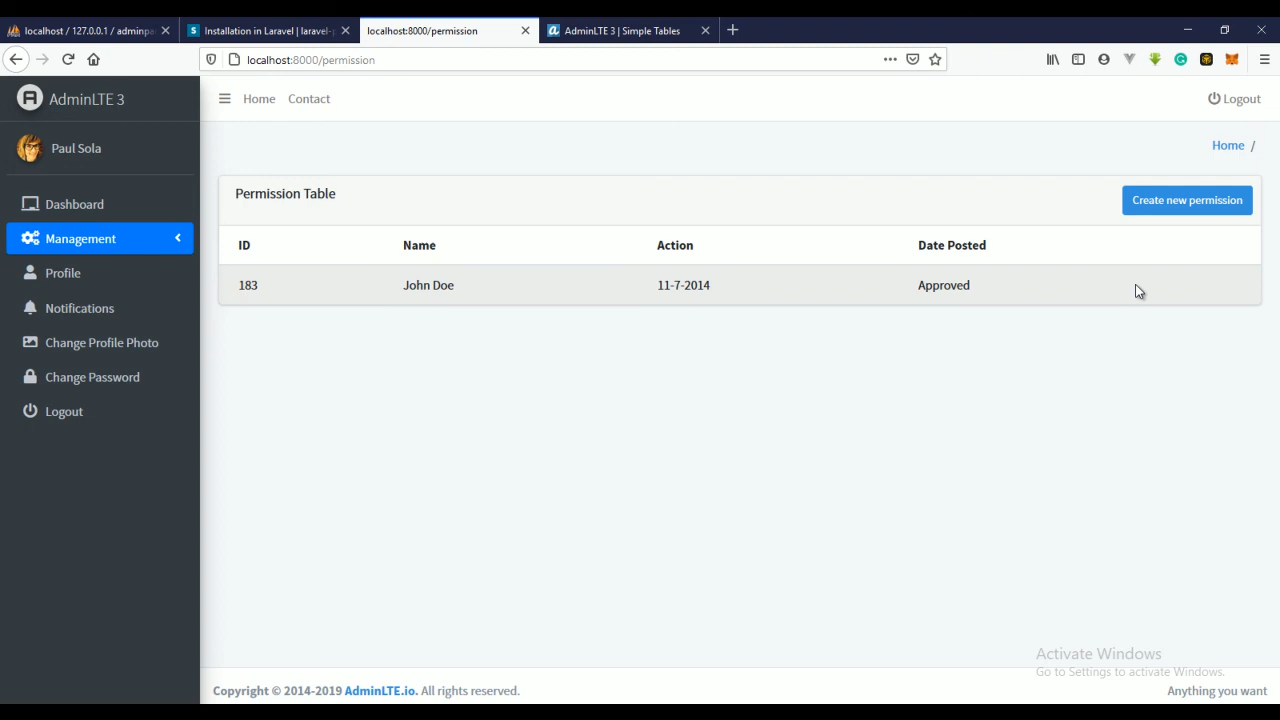 localhost / 127.0.0.1 / adminpa
Installation in Laravel | laravel-p
localhost:8000/permission
AdminLTE 3 | Simple Tables
localhost:8000/permission
AdminLTE 3
Home Contact
Logout
Paul Sola
Home /
Dashboard
Management
Profile
Notifications
Change Profile Photo
Change Password
Logout
Permission Table
Create new permission
ID Name Action Date Posted
183 John Doe 11-7-2014 Approved
Activate Windows
Go to Settings to activate Windows.
Copyright © 2014-2019 AdminLTE.io. All rights reserved.
Anything you want